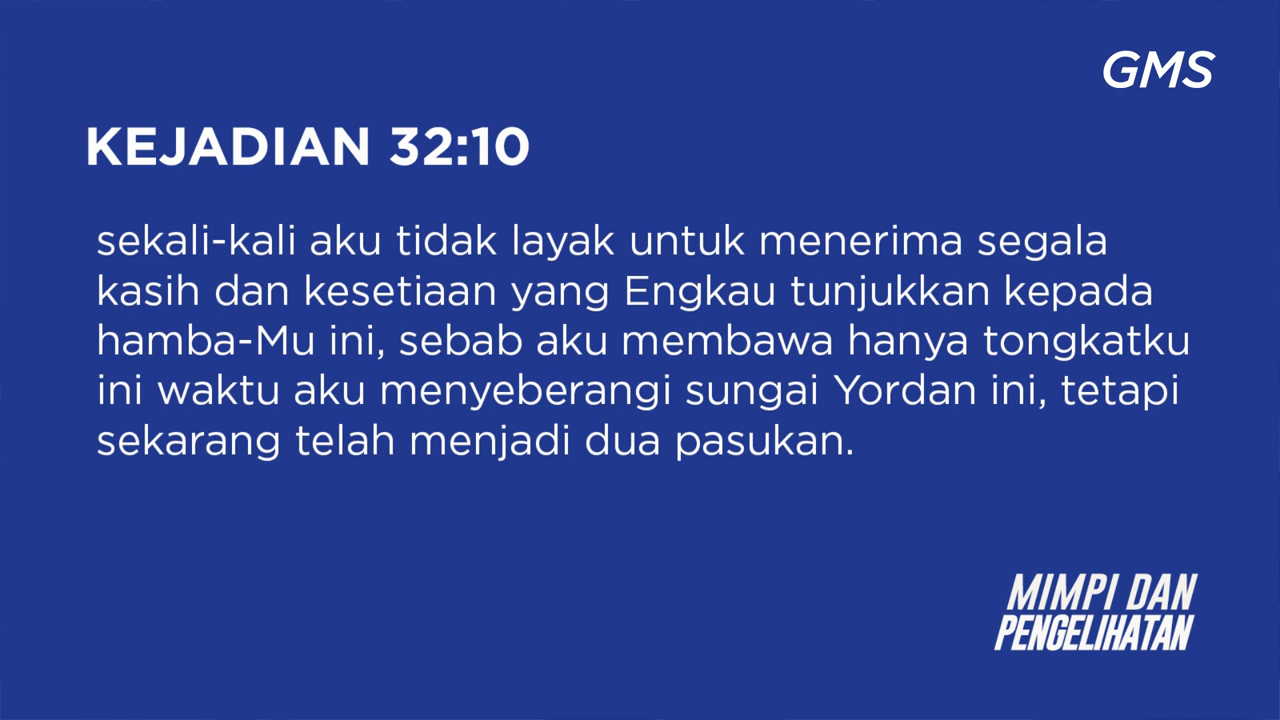 GMS
KEJADIAN 32:10
sekali-kali aku tidak layak untuk menerima segala
kasih dan kesetiaan yang Engkau tunjukkan kepada
hamba-Mu ini, sebab aku membawa hanya tongkatku
ini waktu aku menyeberangi sungai Yordan ini, tetapi
sekarang telah menjadi dua pasukan.
MIMPI DAN
PENGELIHATAN